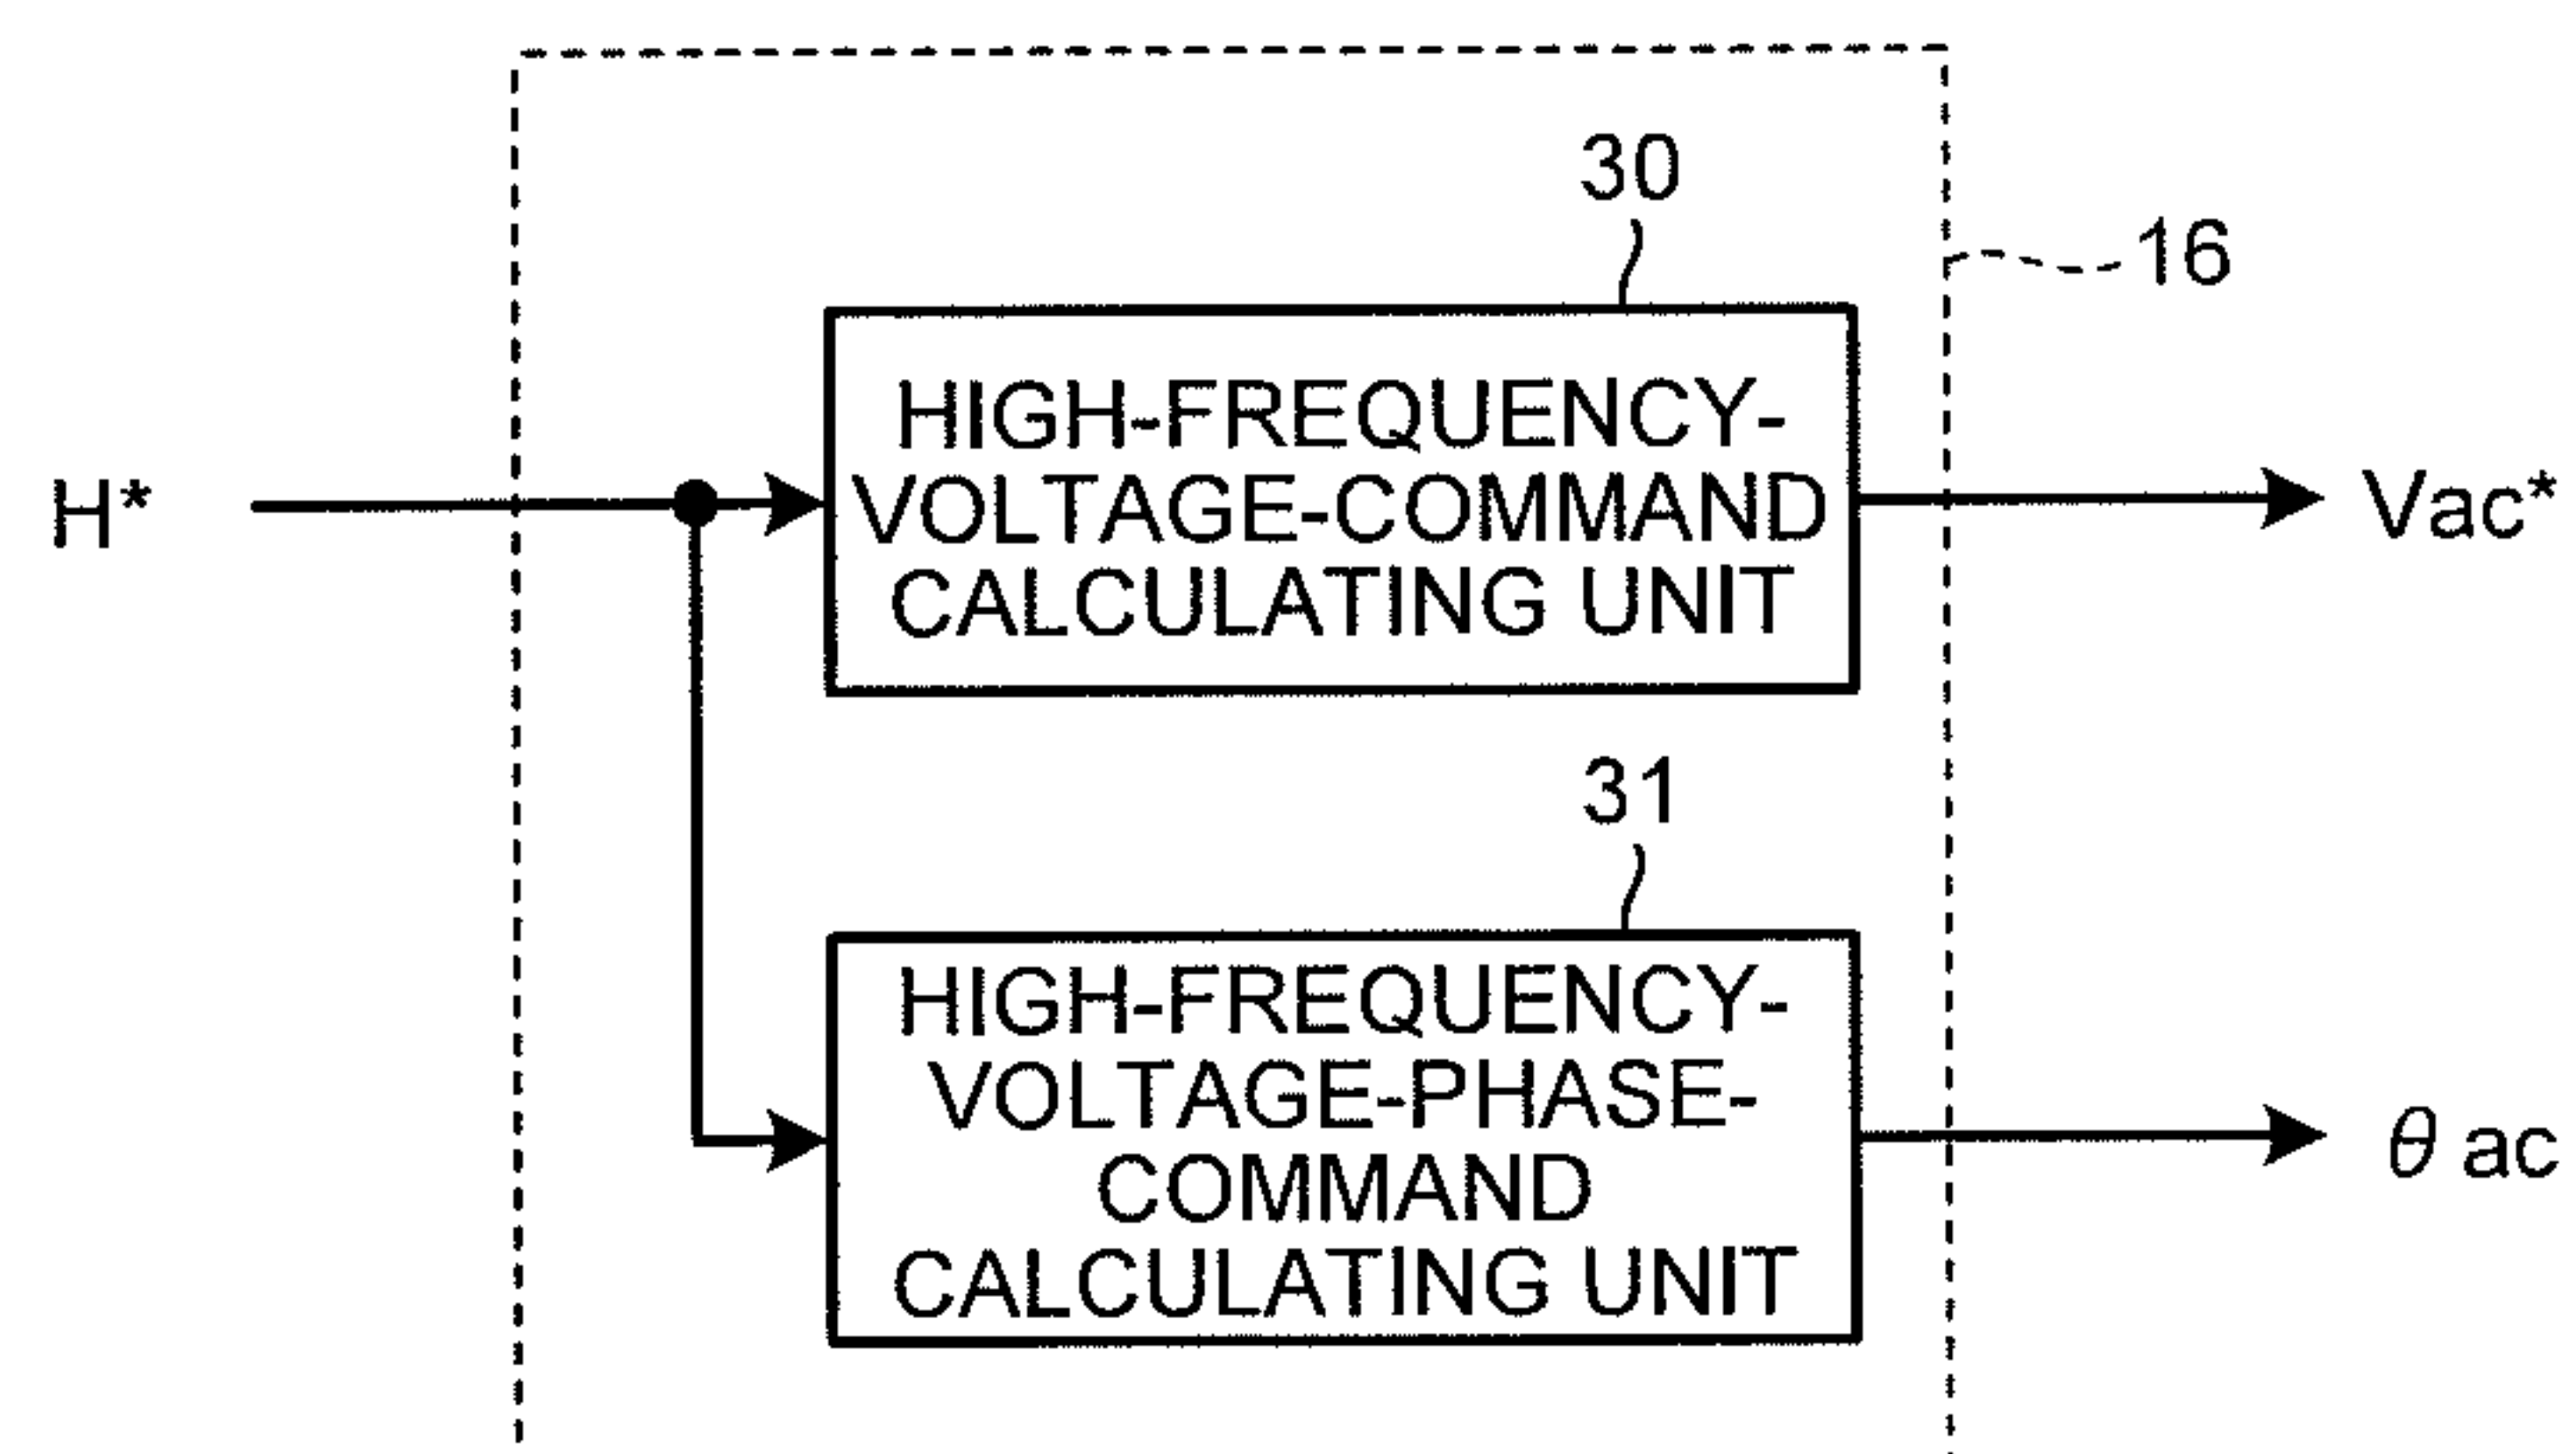 30
16
HIGH-FREQUENCY-
VOLTAGE-COMMAND
CALCULATING UNIT
H*
Vac*
31
HIGH-FREQUENCY-
VOLTAGE-PHASE-
COMMAND
CALCULATING UNIT
θ ac